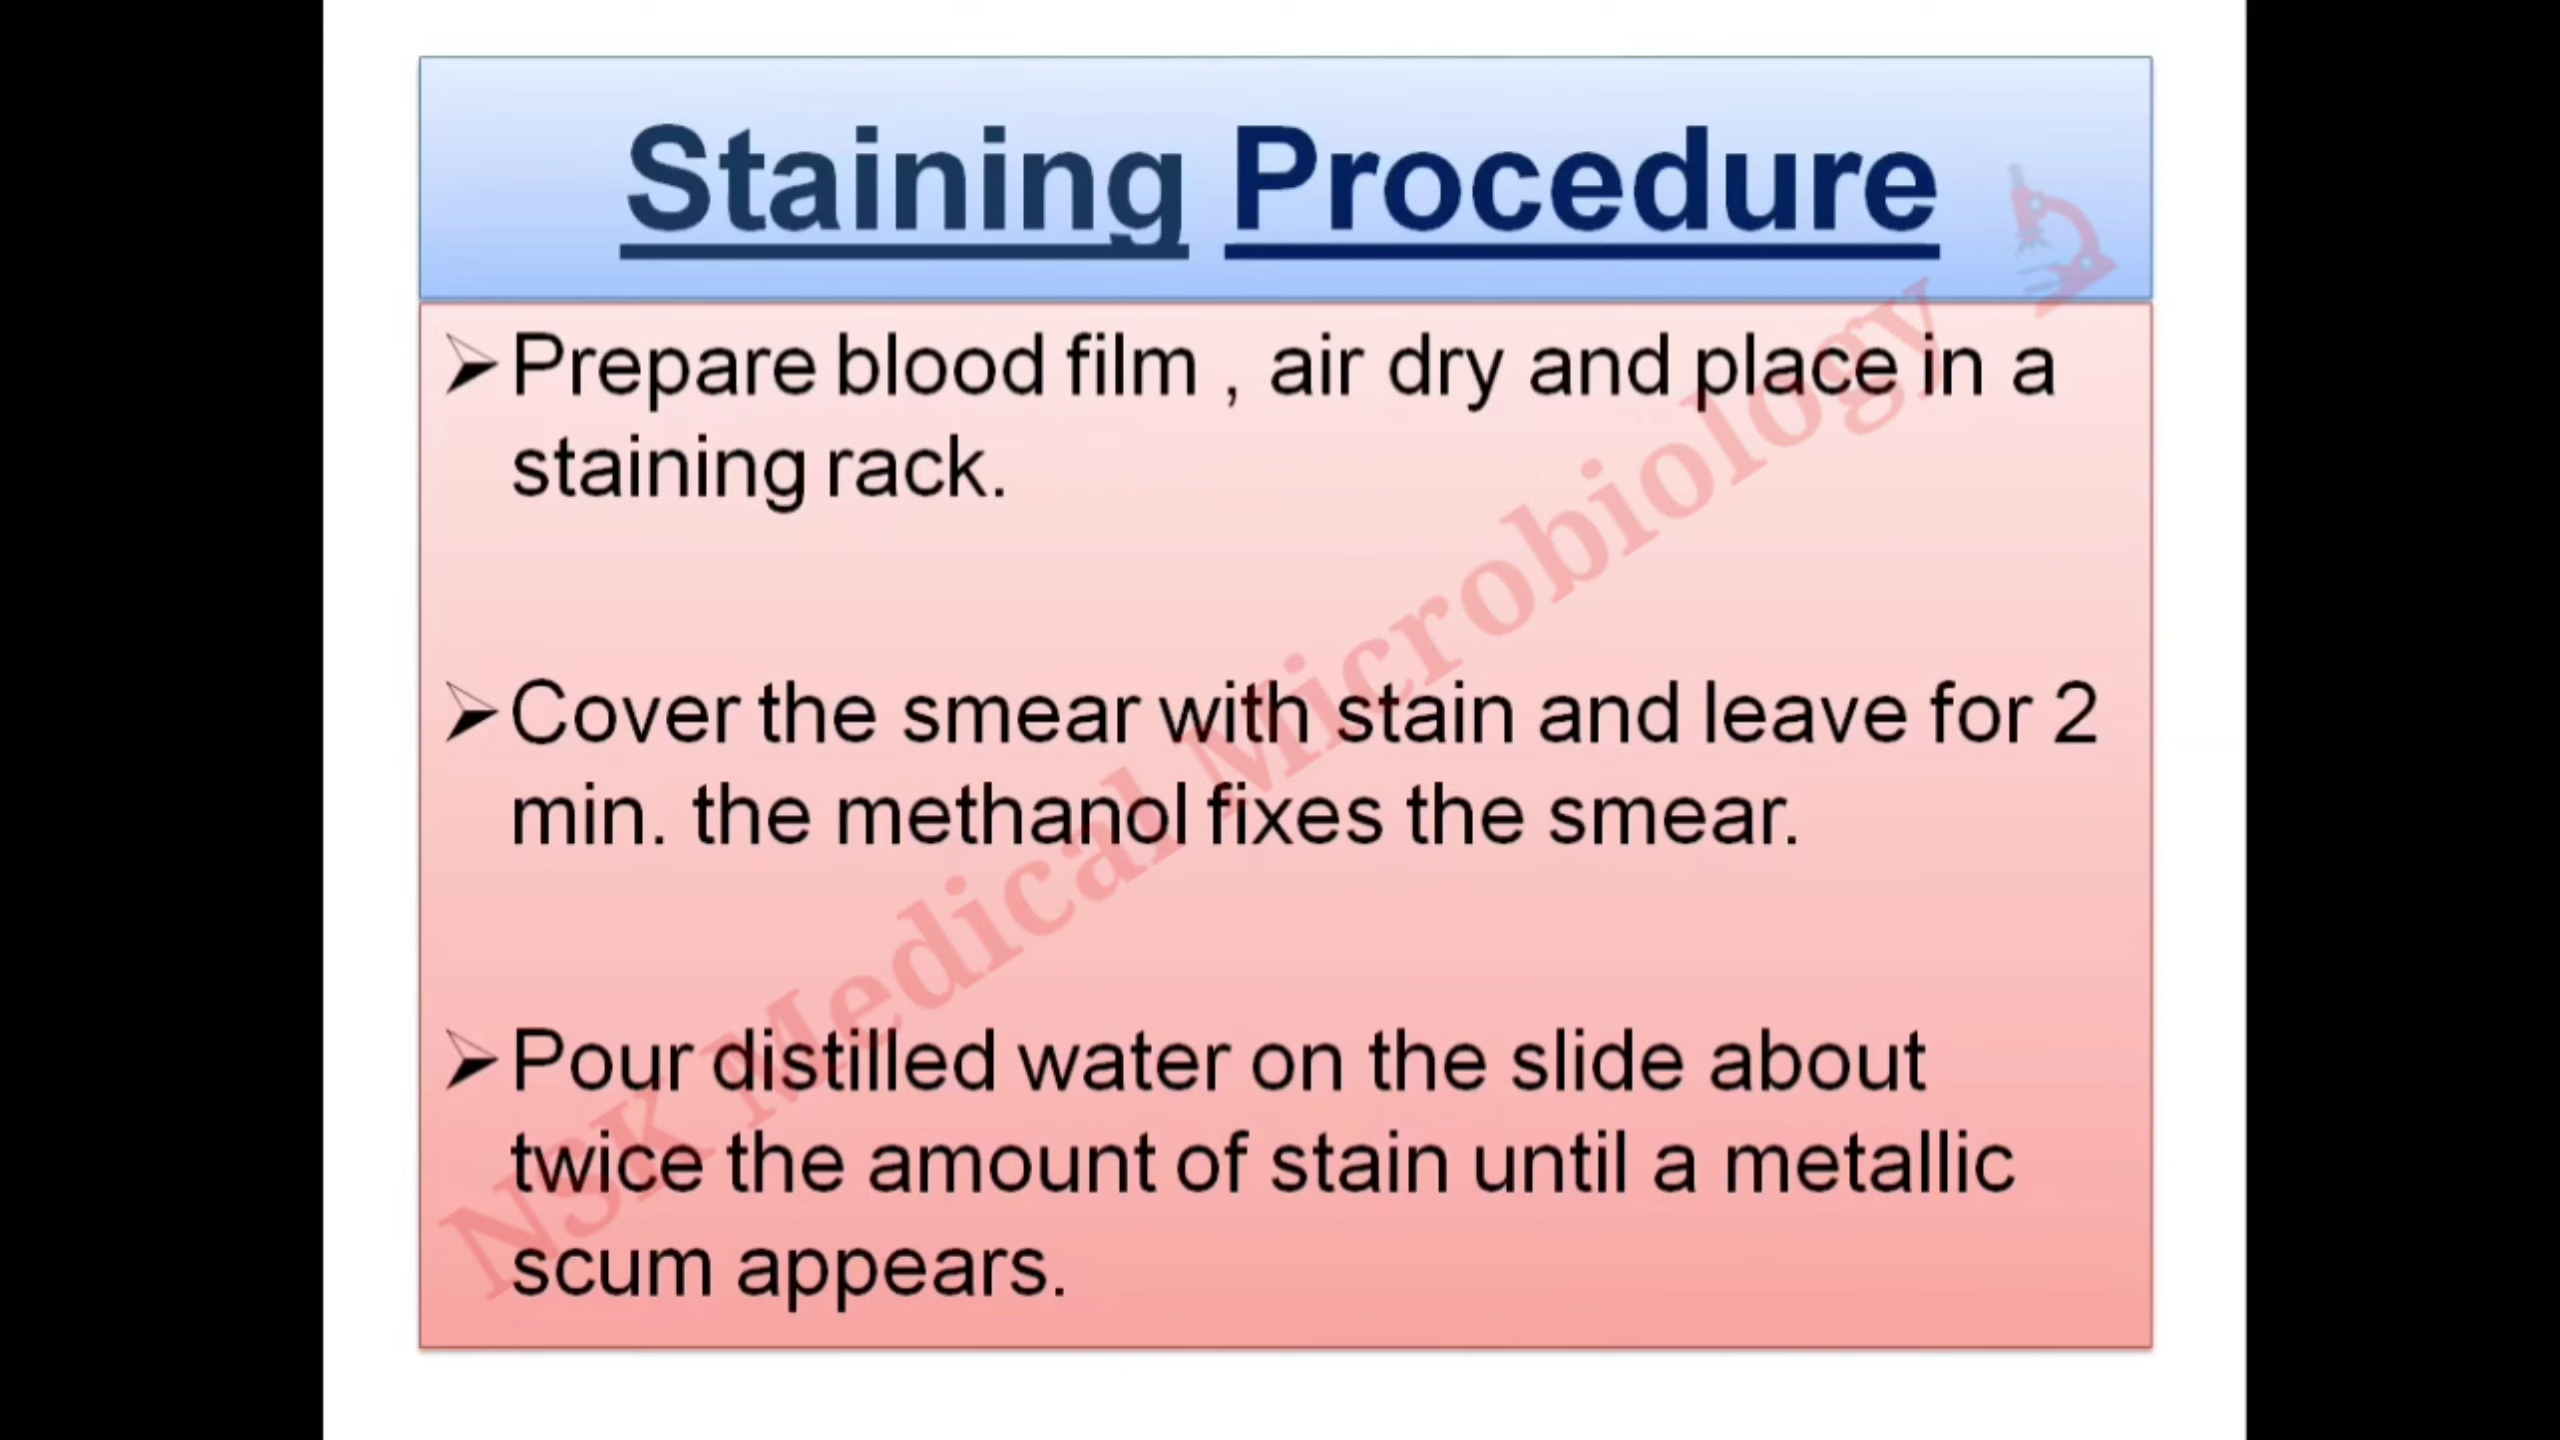 Staining Procedure
➢Prepare blood film , air dry and place in a
staining rack.
➢Cover the smear with stain and leave for 2
min. the methanol fixes the smear.
➢Pour distilled water on the slide about
twice the amount of stain until a metallic
scum appears.
NSK Medical Microbiology